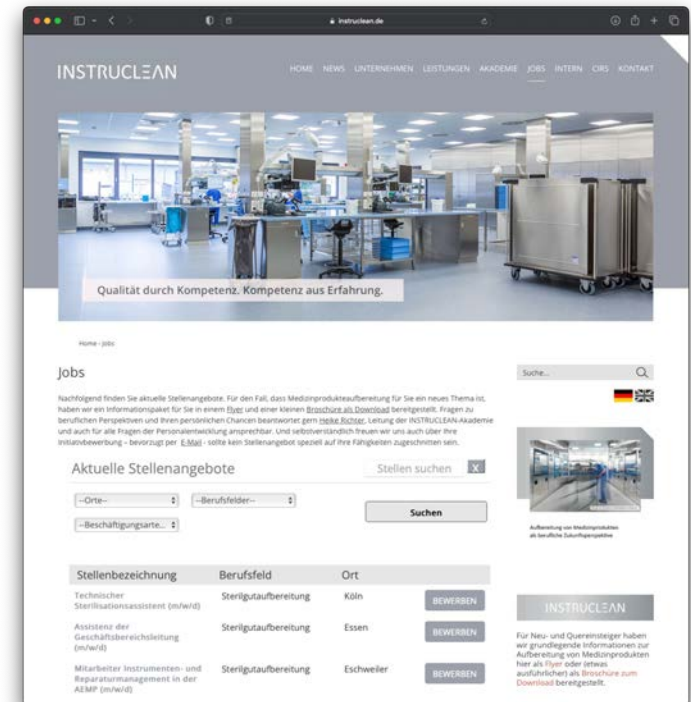 instruclean.de
INSTRUCLEAN
HOME NEWS UNTERNEHMEN LEISTUNGEN AKADEMIE JOBS INTERN CIRS KONTAKT
Qualität durch Kompetenz. Kompetenz aus Erfahrung.
Home › Jobs
Jobs
Nachfolgend finden Sie aktuelle Stellenangebote. Für den Fall, dass Medizinprodukteaufbereitung für Sie ein neues Thema ist,
haben wir ein Informationspaket für Sie in einem Flyer und einer kleinen Broschüre als Download bereitgestellt. Fragen zu
beruflichen Perspektiven und Ihren persönlichen Chancen beantwortet gern Heike Richter, Leitung der INSTRUCLEAN-Akademie
und auch für alle Fragen der Personalentwicklung ansprechbar. Und selbstverständlich freuen wir uns auch über Ihre
Initiativbewerbung – bevorzugt per E-Mail - sollte kein Stellenangebot speziell auf Ihre Fähigkeiten zugeschnitten sein.
Aktuelle Stellenangebote
Stellen suchen X
--Orte--
--Berufsfelder--
--Beschäftigungsarte...
Suchen
Stellenbezeichnung Berufsfeld Ort
Technischer Sterilgutaufbereitung Köln BEWERBEN
Sterilisationsassistent (m/w/d)
Assistenz der Sterilgutaufbereitung Essen BEWERBEN
Geschäftsbereichsleitung
(m/w/d)
Mitarbeiter Instrumenten- und Sterilgutaufbereitung Eschweiler BEWERBEN
Reparaturmanagement in der
AEMP (m/w/d)
Suche...
Aufbereitung von Medizinprodukten
als berufliche Zukunftsperspektive
INSTRUCLEAN
Für Neu- und Quereinsteiger haben
wir grundlegende Informationen zur
Aufbereitung von Medizinprodukten
hier als Flyer oder (etwas
ausführlicher) als Broschüre zum
Download bereitgestellt.